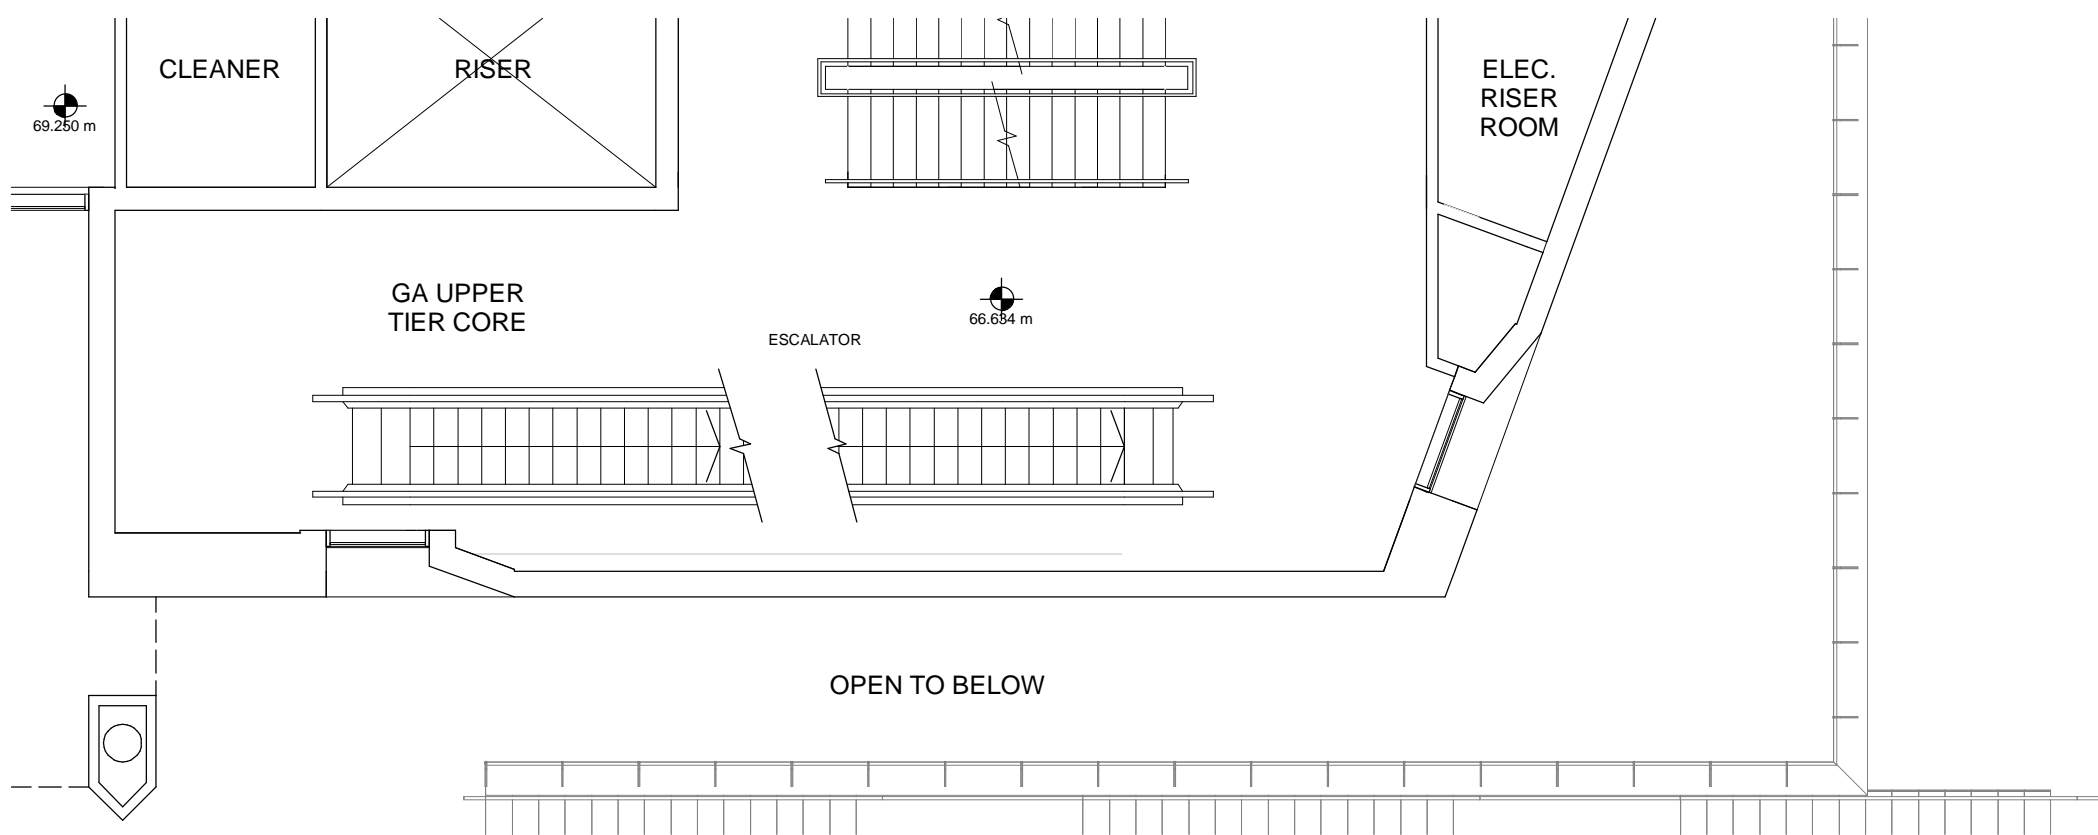 CLEANER
RISER
ELEC.
RISER
ROOM
69.250 m
GA UPPER
TIER CORE
66.634 m
ESCALATOR
OPEN TO BELOW